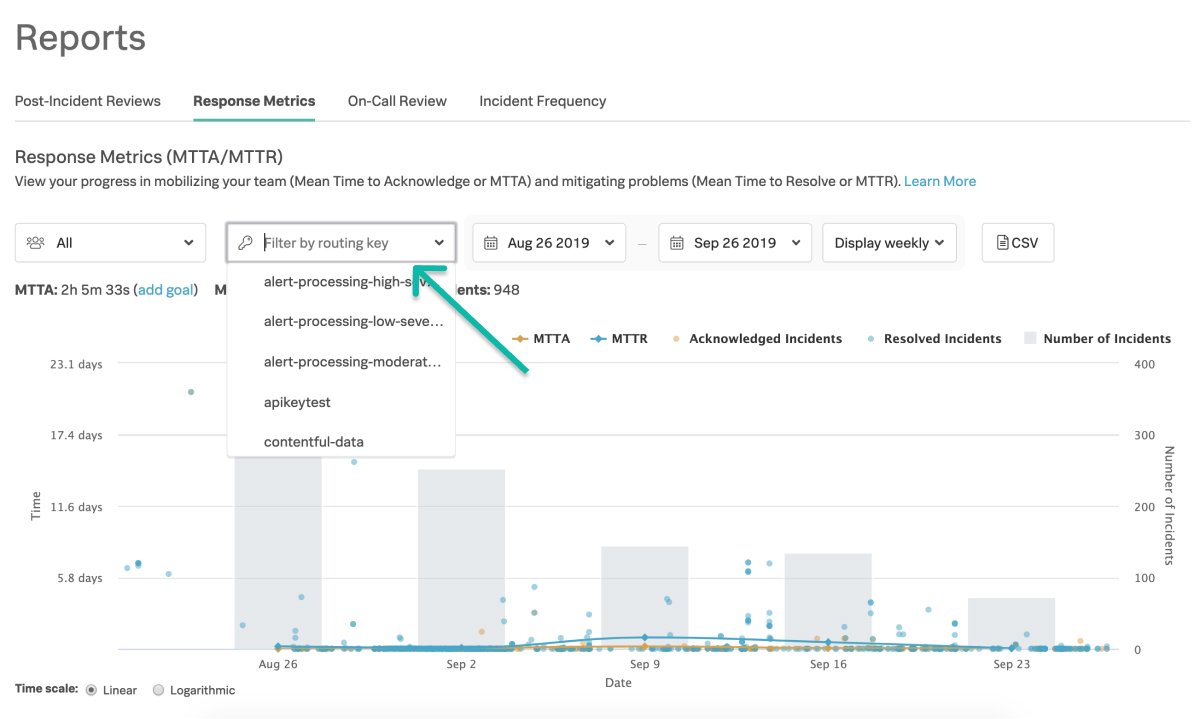 Reports
Post-Incident Reviews Response Metrics On-Call Review Incident Frequency
Response Metrics (MTTA/MTTR)
View your progress in mobilizing your team (Mean Time to Acknowledge or MTTA) and mitigating problems (Mean Time to Resolve or MTTR). Learn More
All Filter by routing key Aug 26 2019 – Sep 26 2019 Display weekly CSV
alert-processing-high-
MTTA: 2h 5m 33s (add goal) 948
alert-processing-low-seve...
alert-processing-moderat...
apikeytest
contentful-data
MTTA MTTR Acknowledged Incidents Resolved Incidents Number of Incidents
23.1 days
17.4 days
11.6 days
5.8 days
Time
400
300
200
100
0
Number of Incidents
Aug 26 Sep 2 Sep 9 Sep 16 Sep 23
Date
Time scale: Linear Logarithmic